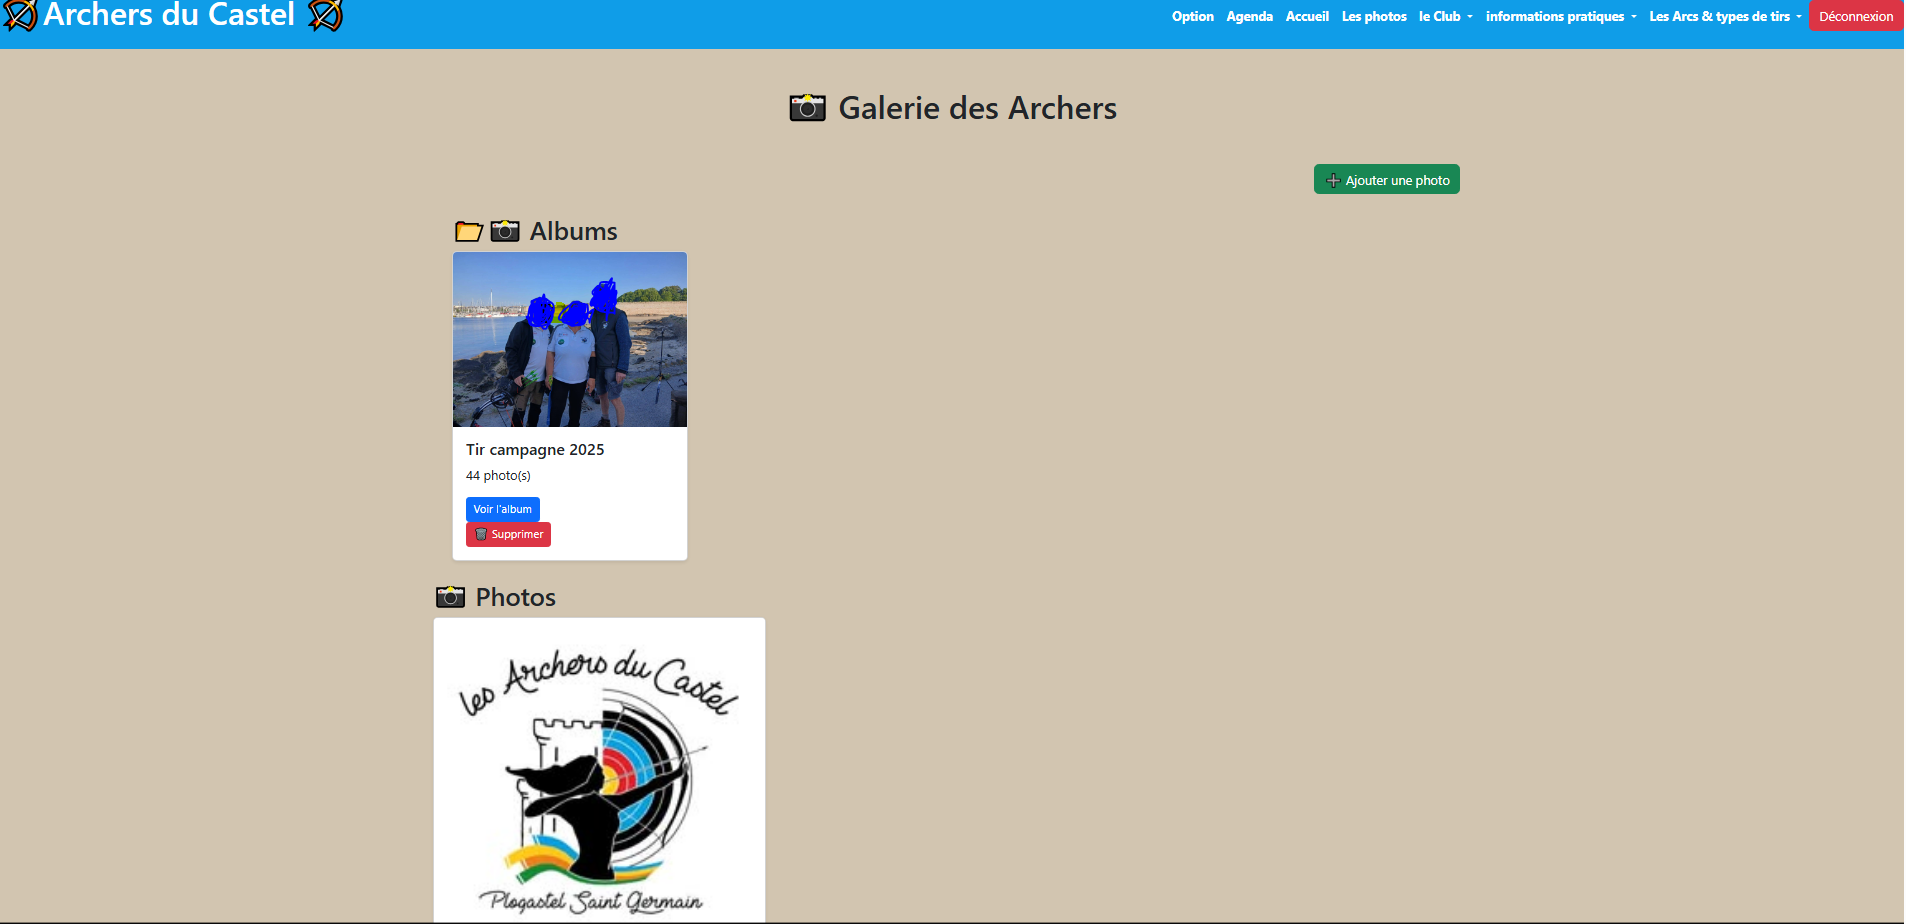 Archers du Castel
Option Agenda Accueil Les photos le Club informations pratiques Les Arcs & types de tirs Déconnexion
Galerie des Archers
Ajouter une photo
Albums
Tir campagne 2025
44 photo(s)
Voir l'album
Supprimer
Photos
Les Archers du Castel
Plogastel Saint Germain